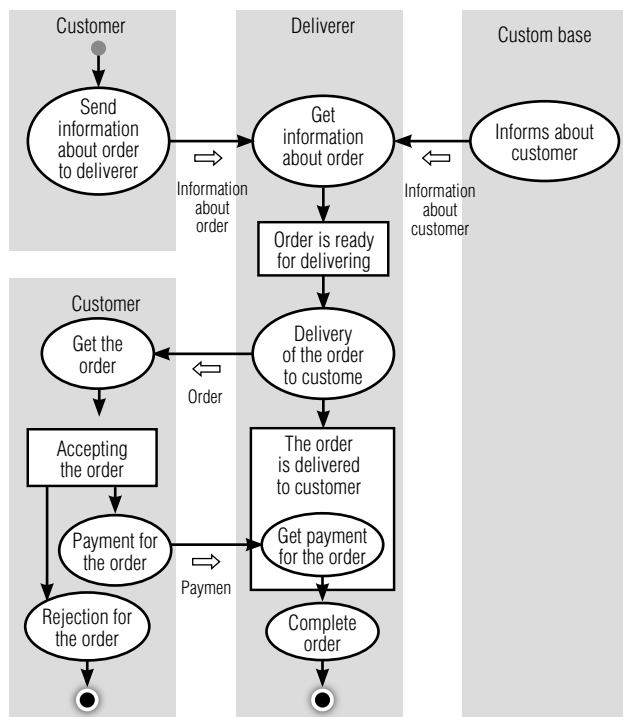 Customer
Deliverer
Custom base
Send
information
about order
to deliverer
Get
information
about order
Informs about
customer
Information
about
order
Information
about
customer
Order is ready
for delivering
Customer
Get the
order
Delivery
of the order
to custome
Order
Accepting
the order
The order
is delivered
to customer
Payment for
the order
Get payment
for the order
Paymen
Rejection for
the order
Complete
order